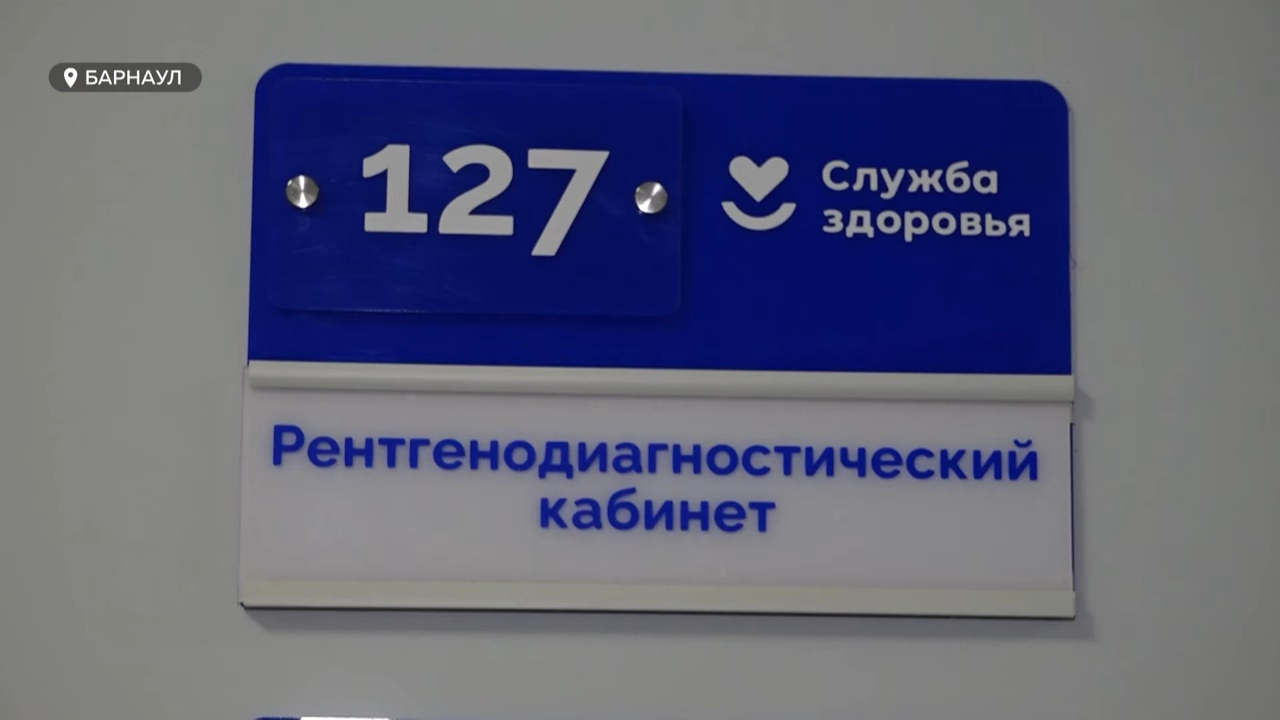 БАРНАУЛ
127
Служба
здоровья
Рентгенодиагностический
кабинет